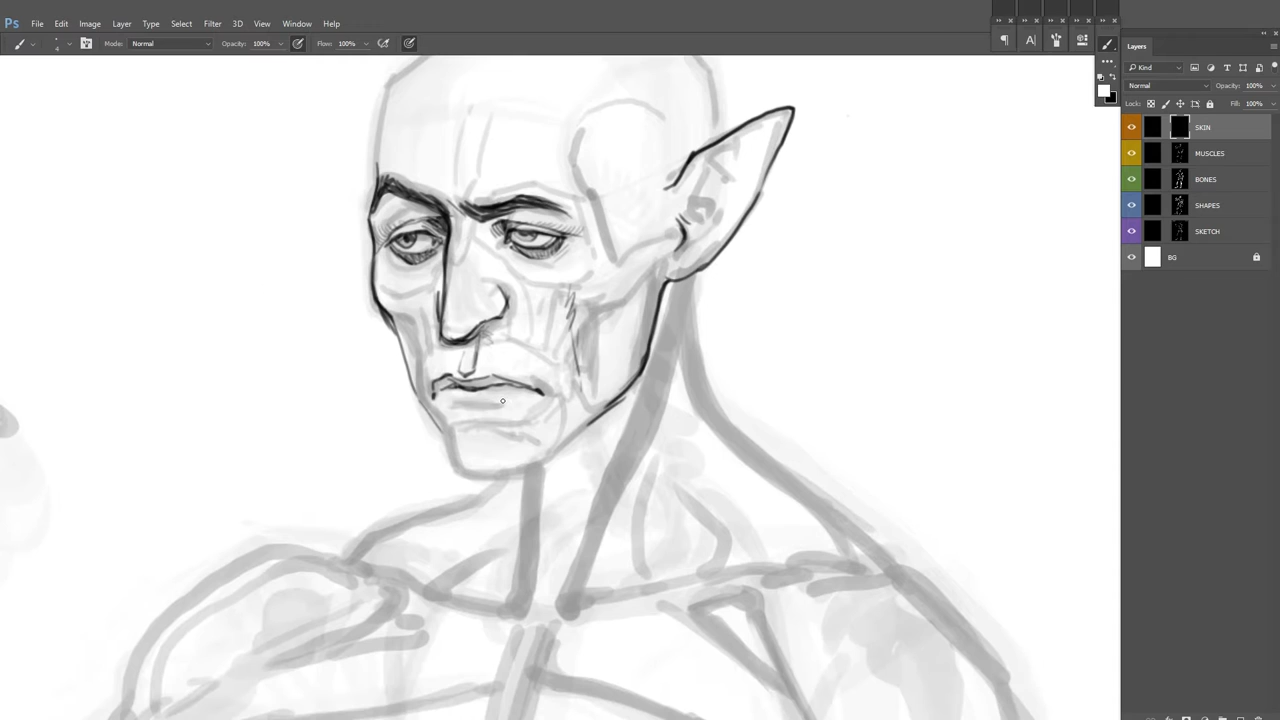 Ps File Edit Image Layer Type Select Filter 3D View Window Help
4 Mode: Normal Opacity: 100% Flow: 100%
Layers
Kind
Normal Opacity: 100%
Lock: Fill: 100%
SKIN
MUSCLES
BONES
SHAPES
SKETCH
BG